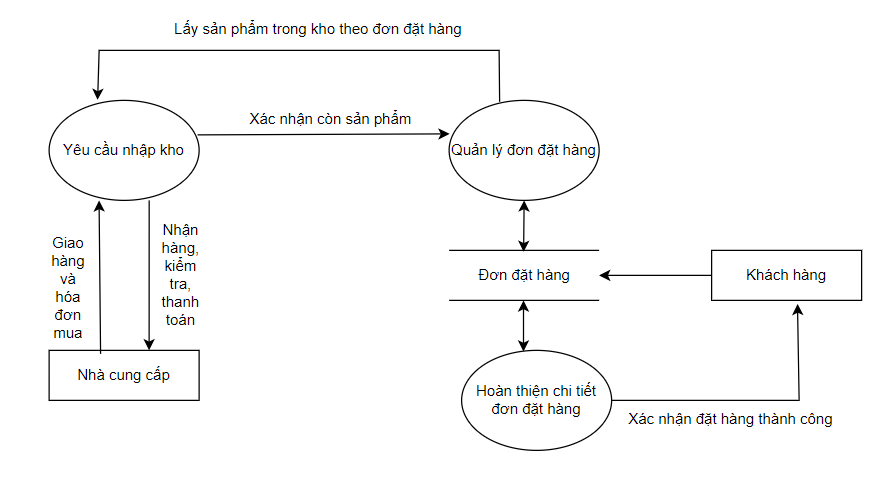 Lấy sản phẩm trong kho theo đơn đặt hàng
Xác nhận còn sản phẩm
Yêu cầu nhập kho
Quản lý đơn đặt hàng
Giao
hàng
và
hóa
đơn
mua
Nhận
hàng,
kiểm
tra,
thanh
toán
Đơn đặt hàng
Khách hàng
Nhà cung cấp
Hoàn thiện chi tiết
đơn đặt hàng
Xác nhận đặt hàng thành công